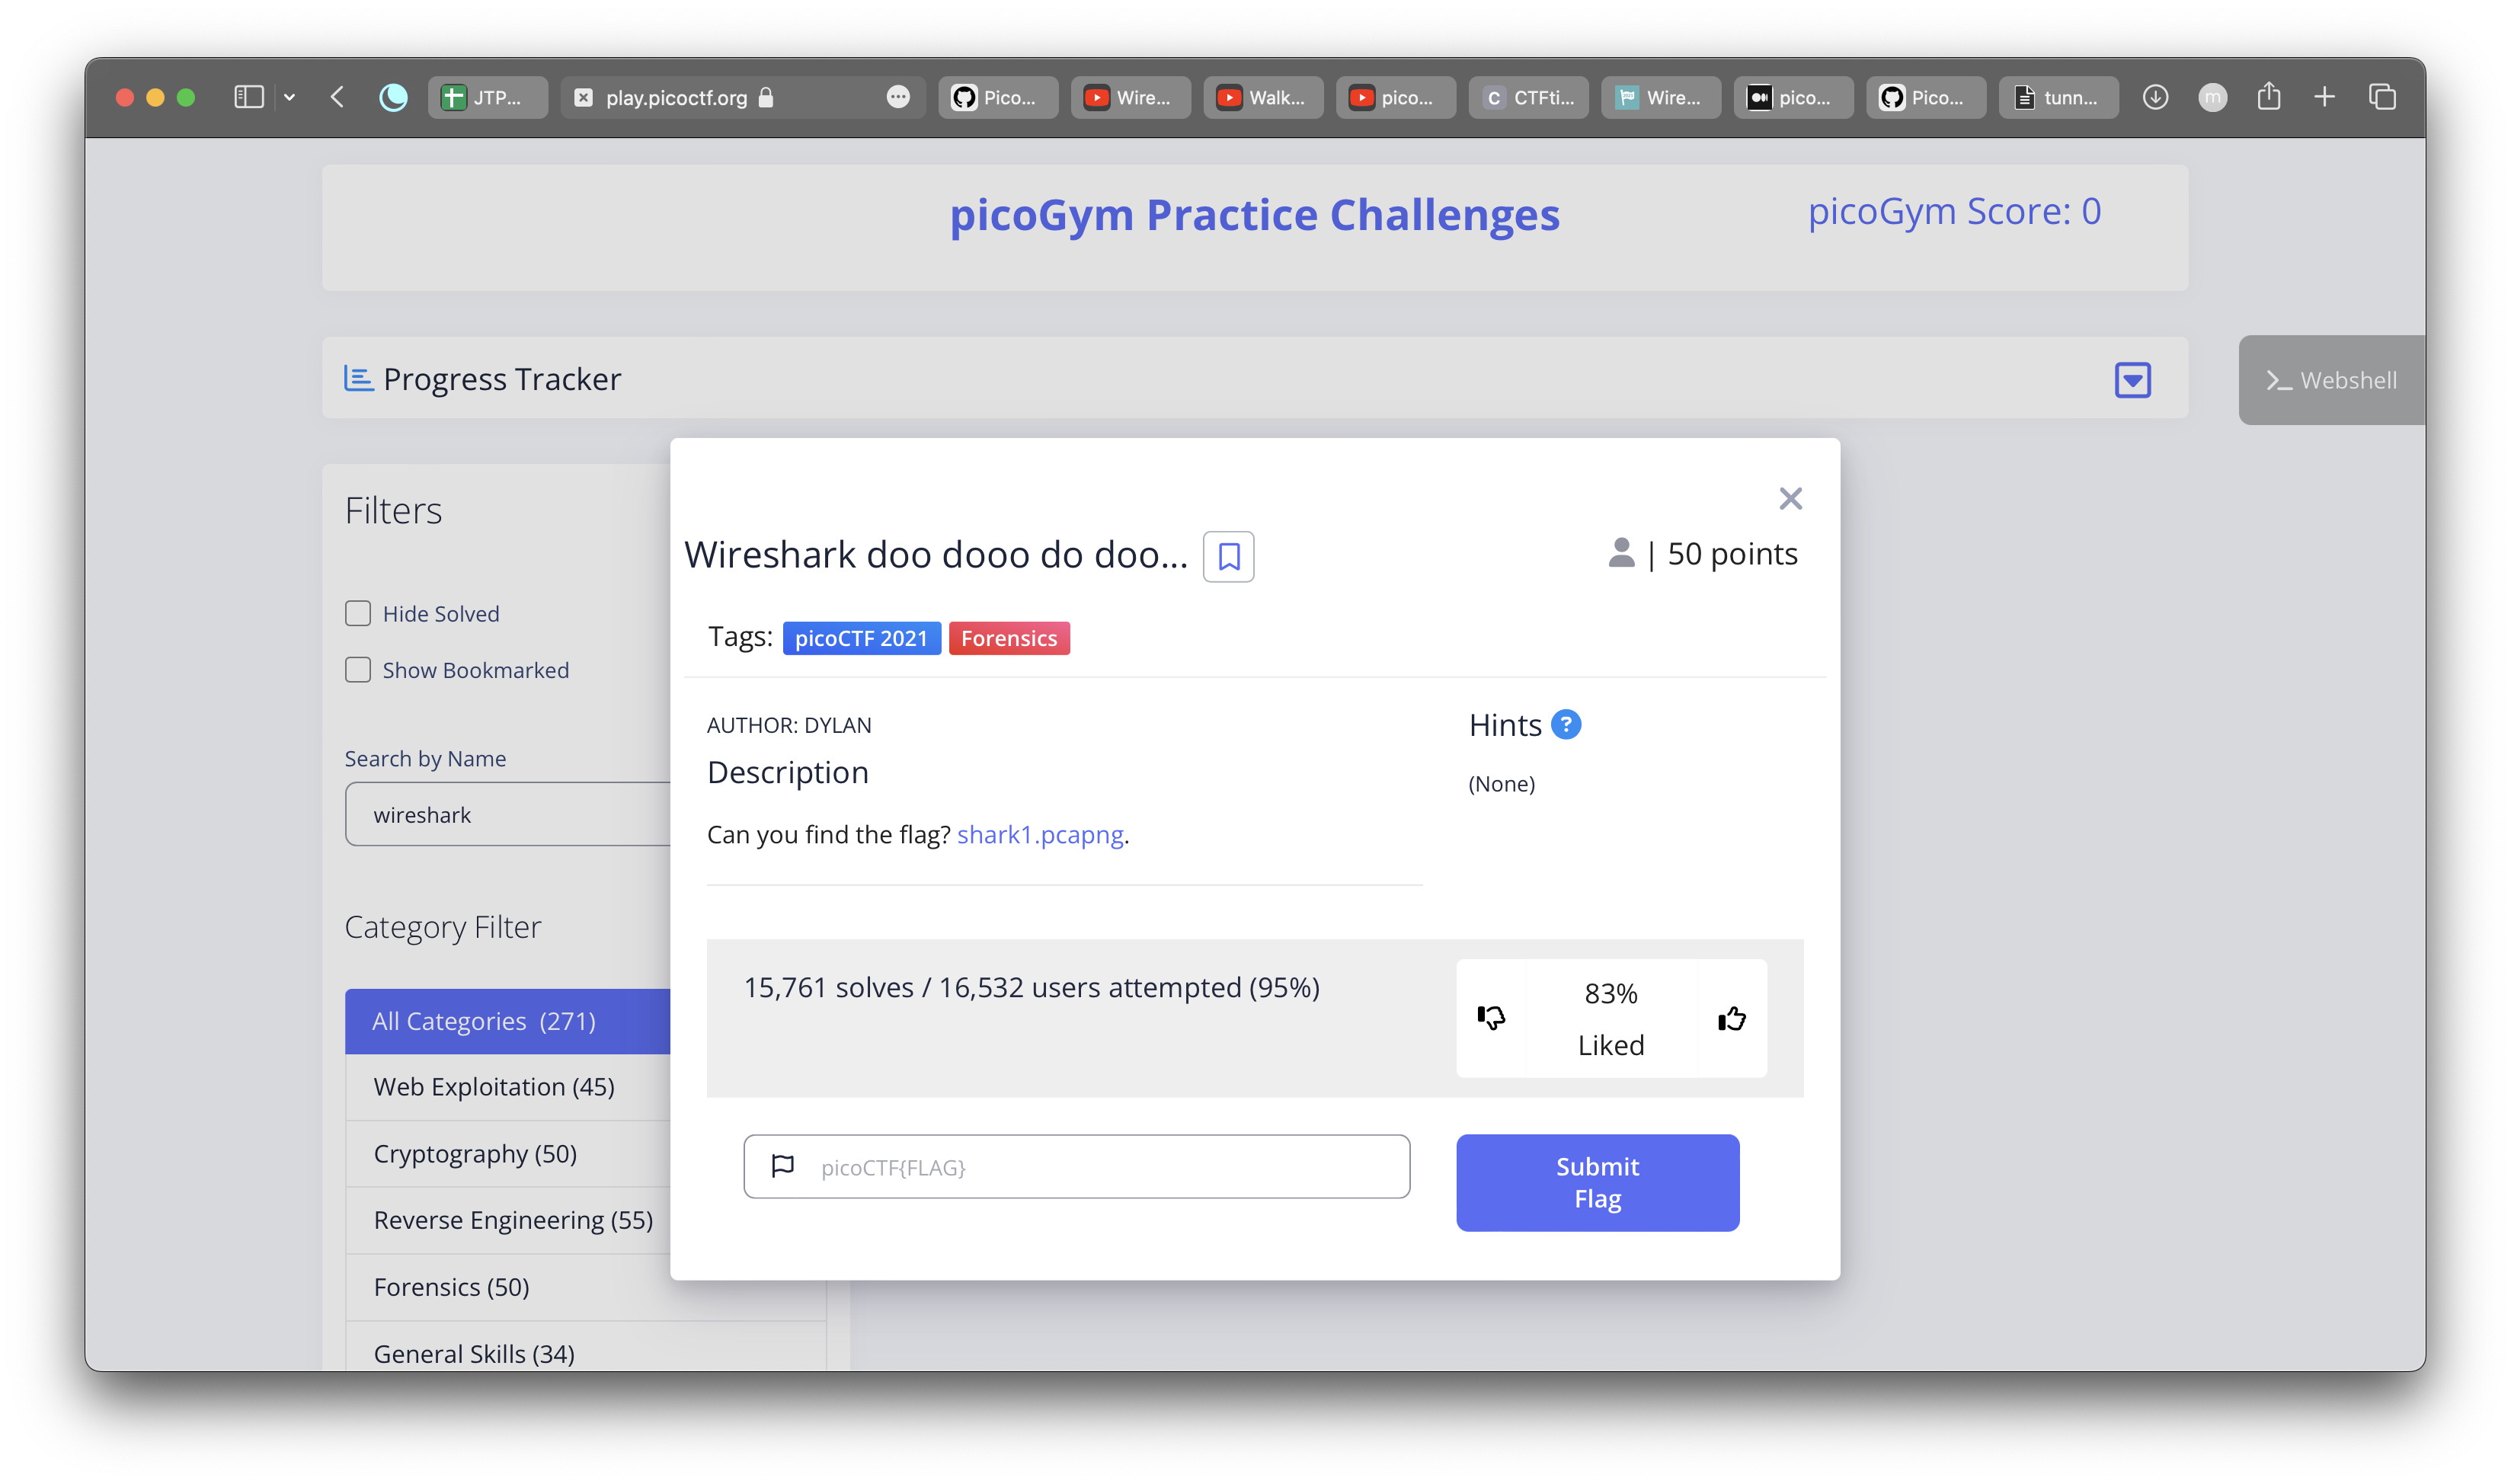 JTP...
play.picoctf.org
Pico...
Wire...
Walk...
pico...
C CTFti...
Wire...
pico...
Pico...
tunn...
m
picoGym Practice Challenges
picoGym Score: 0
Progress Tracker
Webshell
Filters
Hide Solved
Show Bookmarked
Search by Name
wireshark
Category Filter
All Categories (271)
Web Exploitation (45)
Cryptography (50)
Reverse Engineering (55)
Forensics (50)
General Skills (34)
Wireshark doo dooo do doo...
| 50 points
Tags: picoCTF 2021 Forensics
AUTHOR: DYLAN
Description
Can you find the flag? shark1.pcapng.
Hints ?
(None)
15,761 solves / 16,532 users attempted (95%)
83%
Liked
picoCTF{FLAG}
Submit
Flag